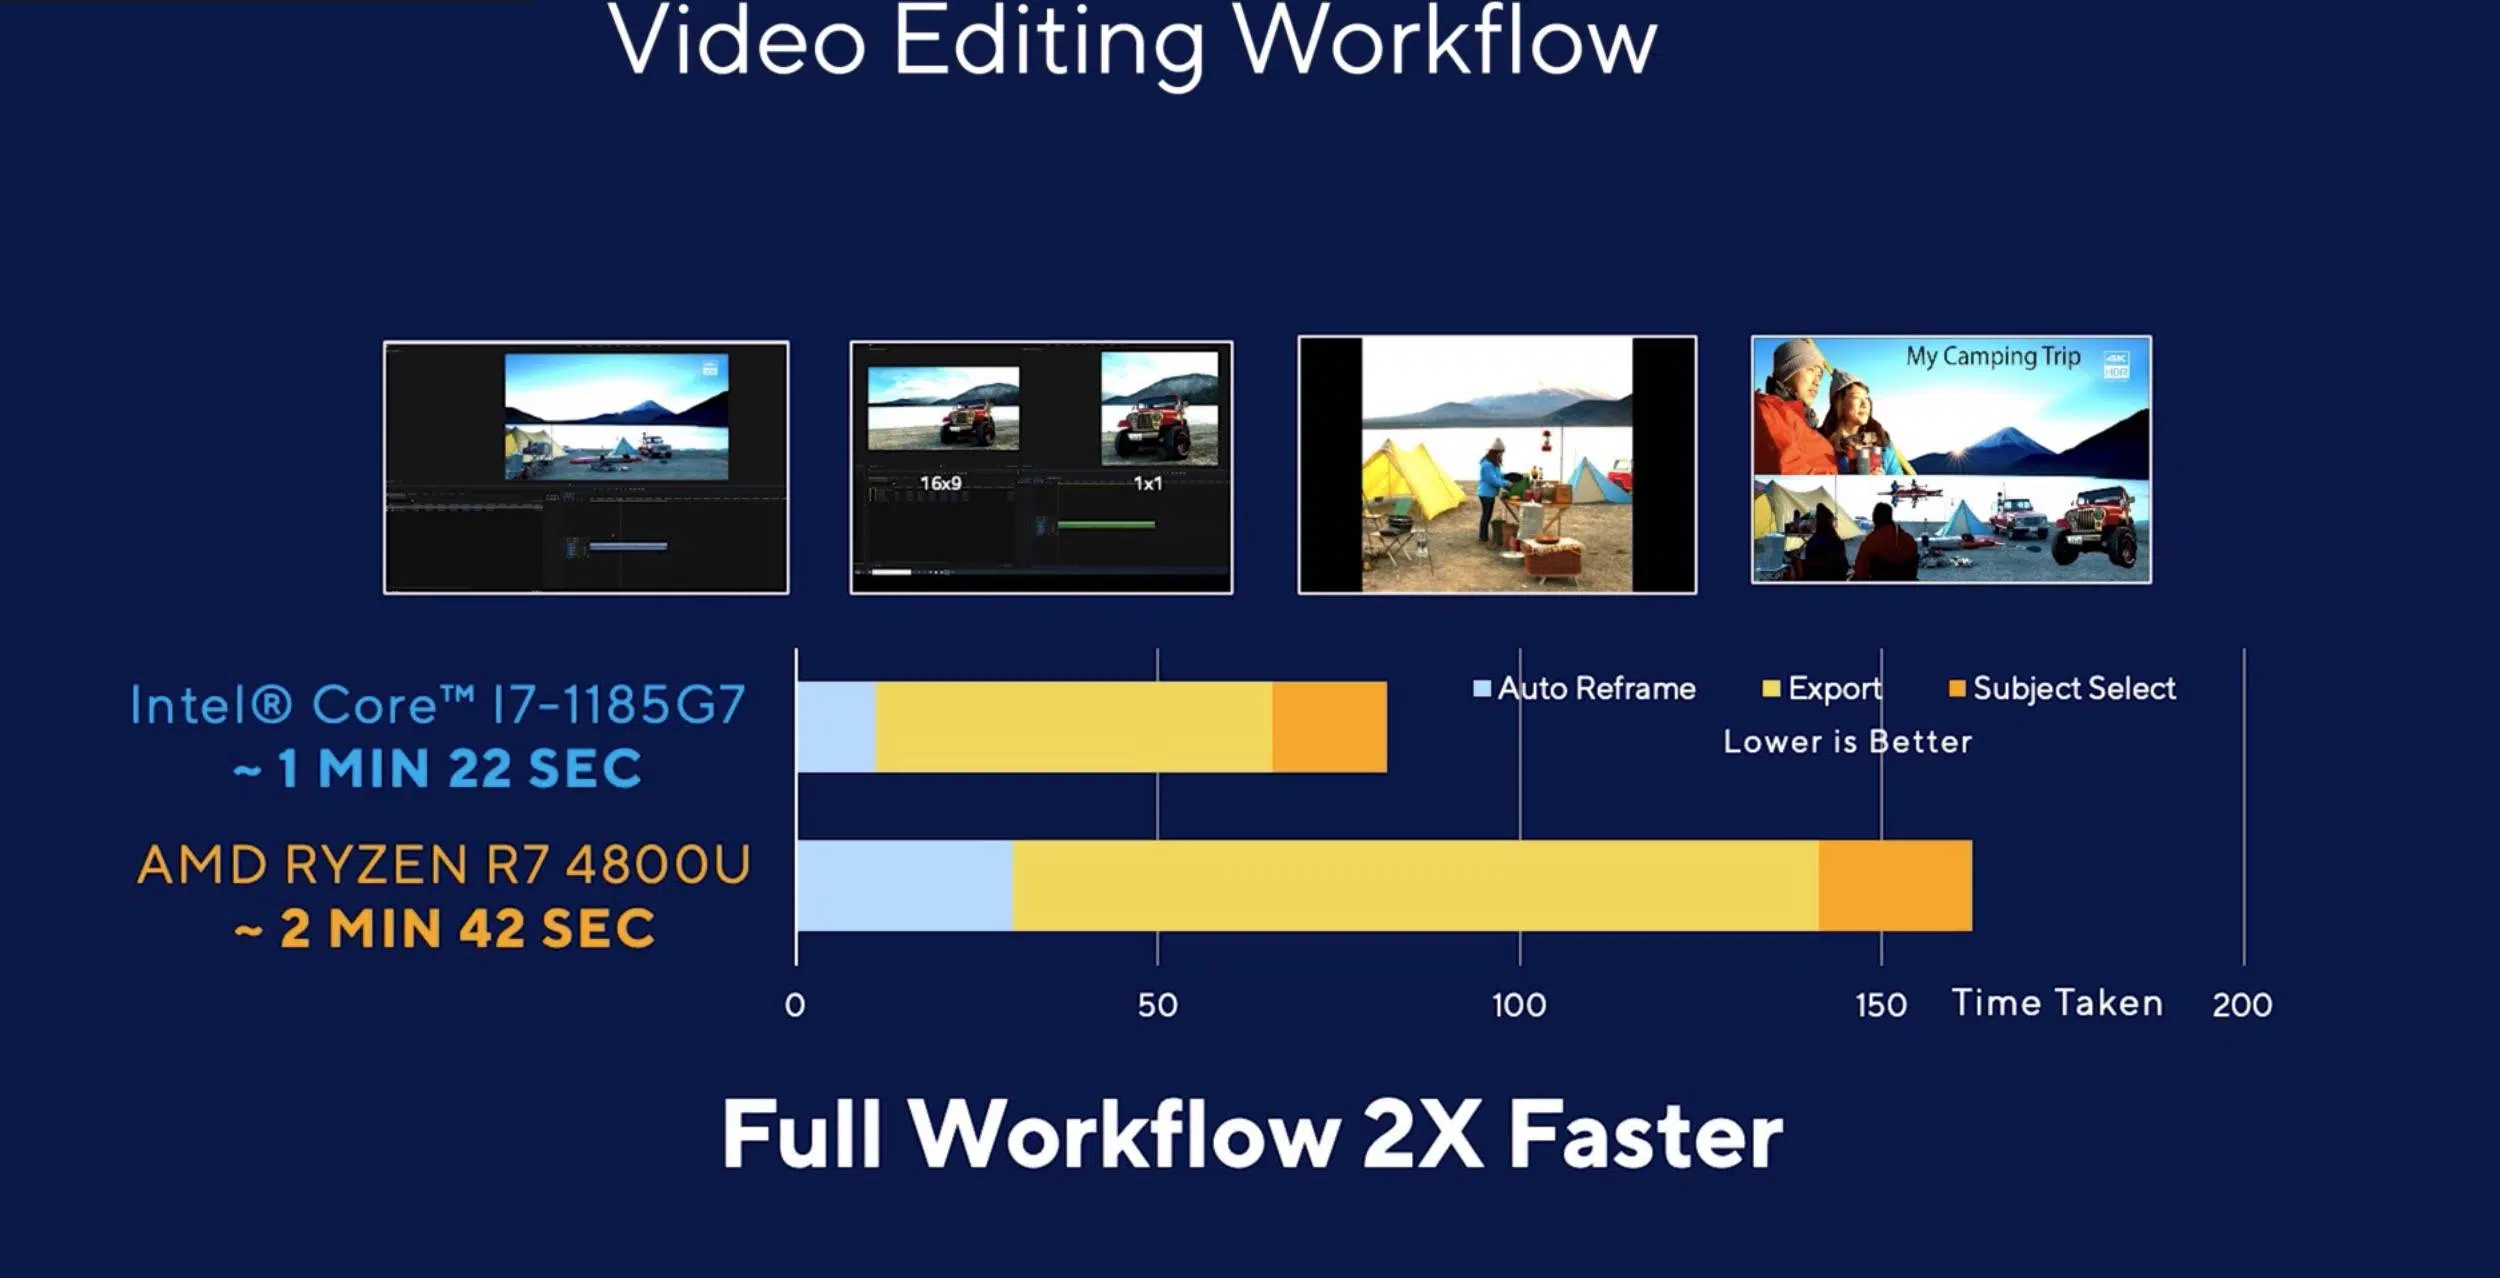 Video Editing Workflow
16x9
1x1
My Camping Trip
4K
HDR
Intel® Core™ I7-1185G7
~ 1 MIN 22 SEC
AMD RYZEN R7 4800U
~ 2 MIN 42 SEC
Auto Reframe Export Subject Select
Lower is Better
0 50 100 150 Time Taken 200
Full Workflow 2X Faster